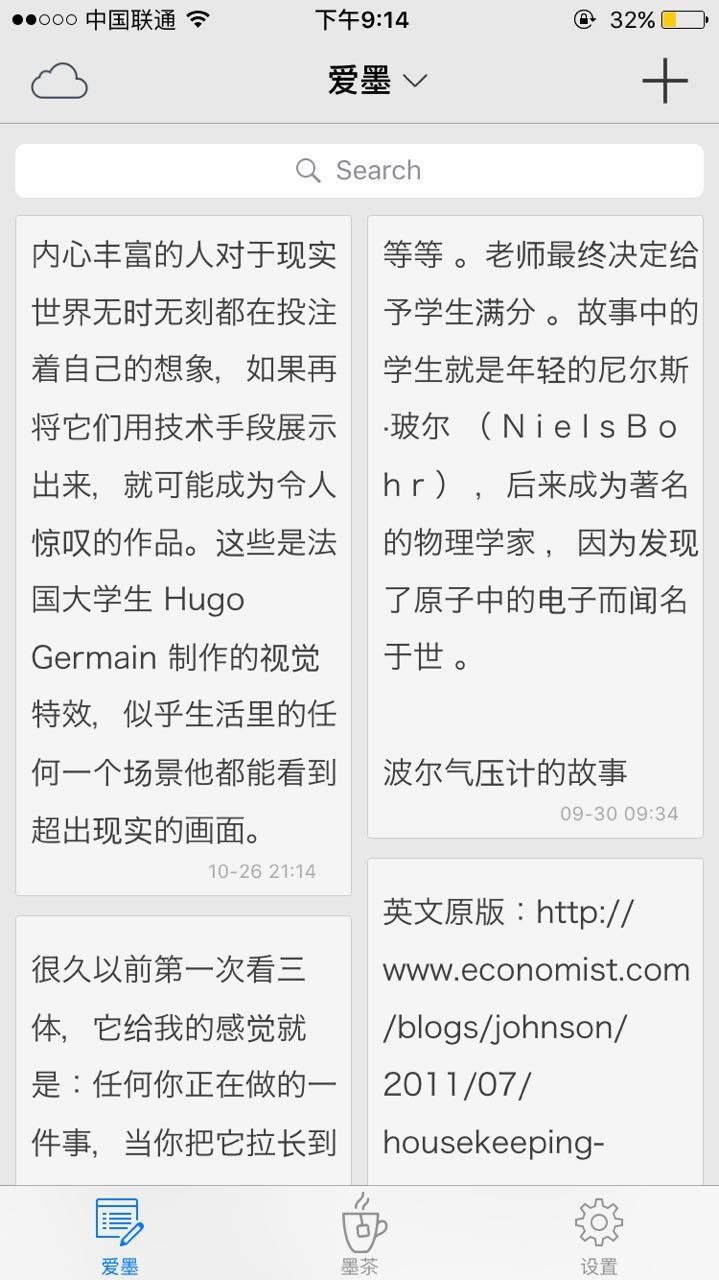 中国联通
下午9:14
32%
爱墨
Search
内心丰富的人对于现实
世界无时无刻都在投注
着自己的想象，如果再
将它们用技术手段展示
出来，就可能成为令人
惊叹的作品。这些是法
国大学生 Hugo
Germain 制作的视觉
特效，似乎生活里的任
何一个场景他都能看到
超出现实的画面。
10-26 21:14
很久以前第一次看三
体，它给我的感觉就
是：任何你正在做的一
件事，当你把它拉长到
等等 。老师最终决定给
予学生满分 。故事中的
学生就是年轻的尼尔斯
·玻尔 （ N i e l s B o
h r ） ，后来成为著名
的物理学家 ，因为发现
了原子中的电子而闻名
于世 。
波尔气压计的故事
09-30 09:34
英文原版：http://
www.economist.com
/blogs/johnson/
2011/07/
housekeeping-
爱墨
墨茶
设置